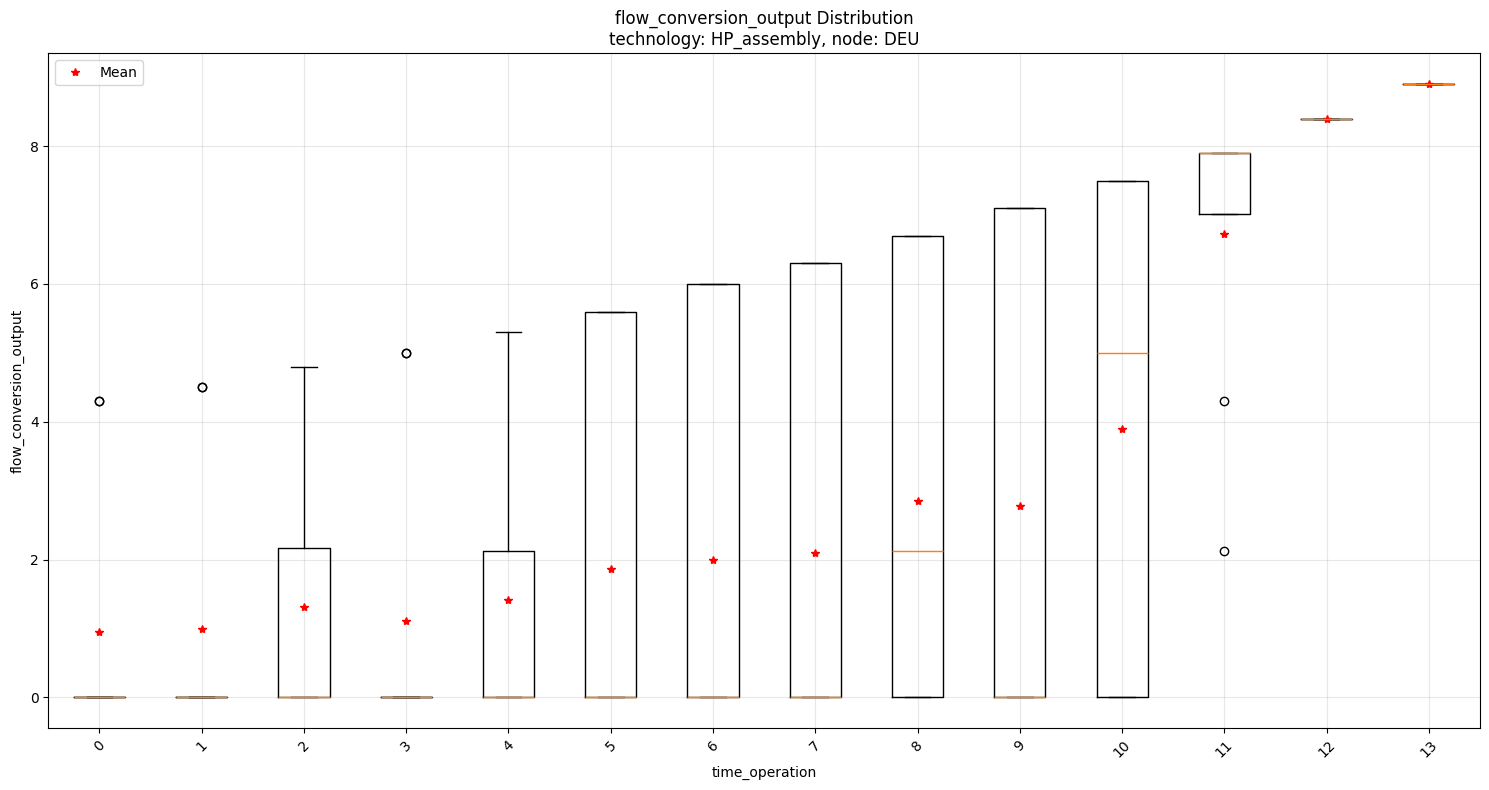 flow_conversion_output Distribution
technology: HP_assembly, node: DEU
Mean
flow_conversion_output
8
6
4
2
0
0 1 2 3 4 5 6 7 8 9 10 11 12 13
time_operation